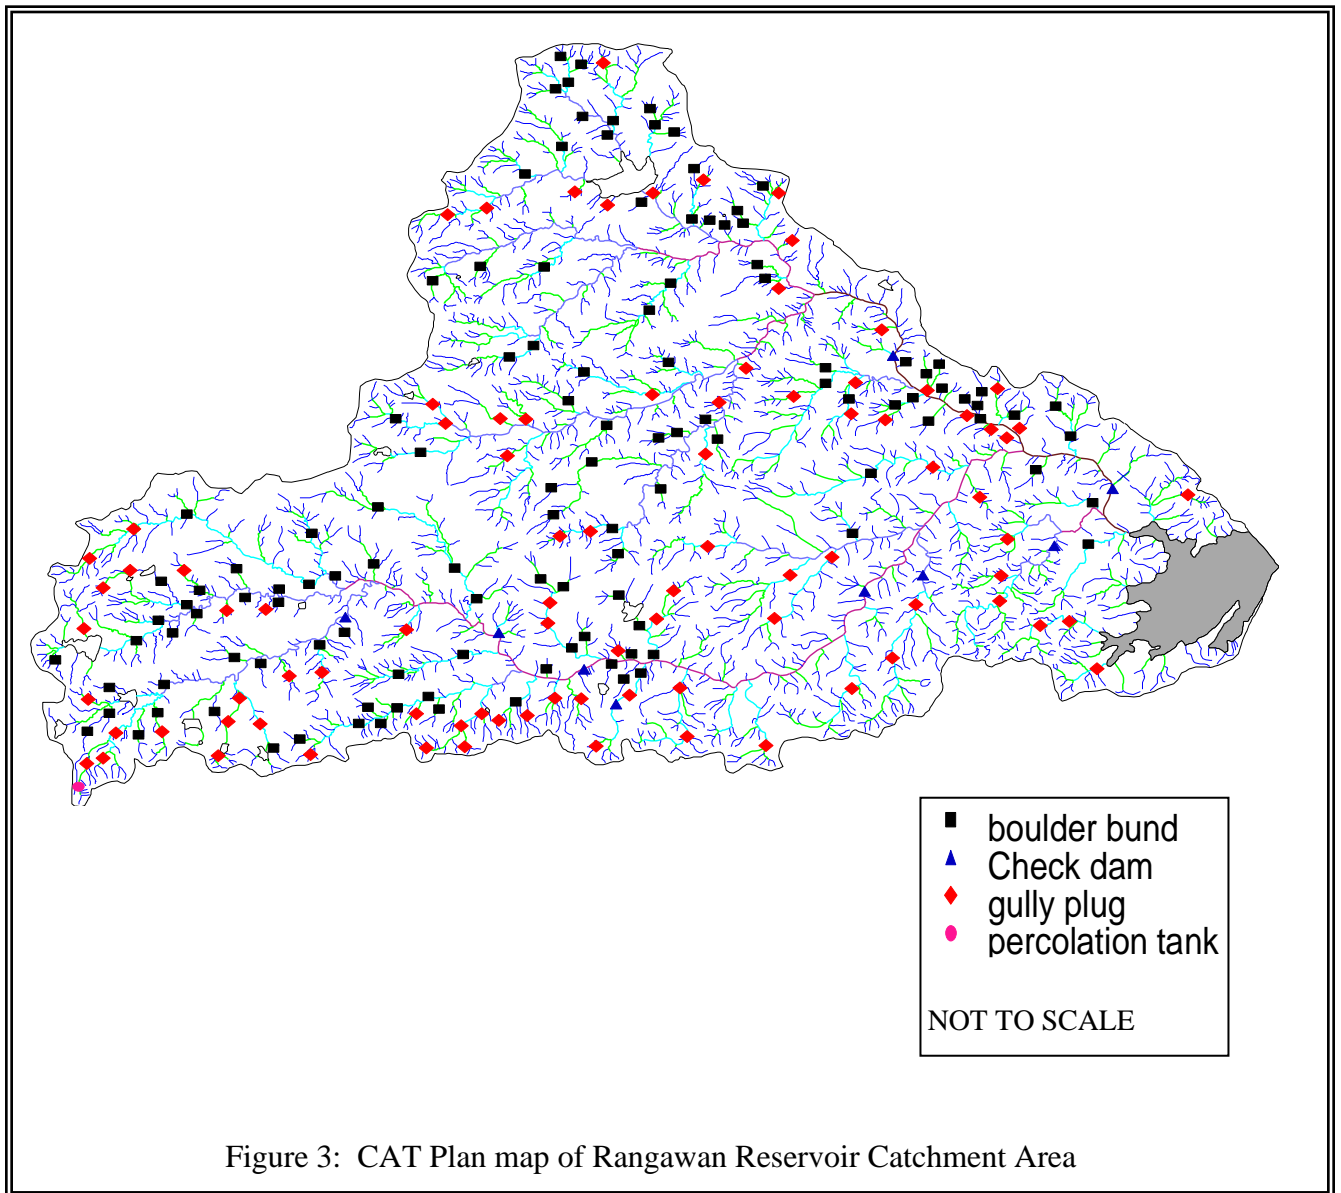 boulder bund
Check dam
gully plug
percolation tank
NOT TO SCALE
Figure 3: CAT Plan map of Rangawan Reservoir Catchment Area